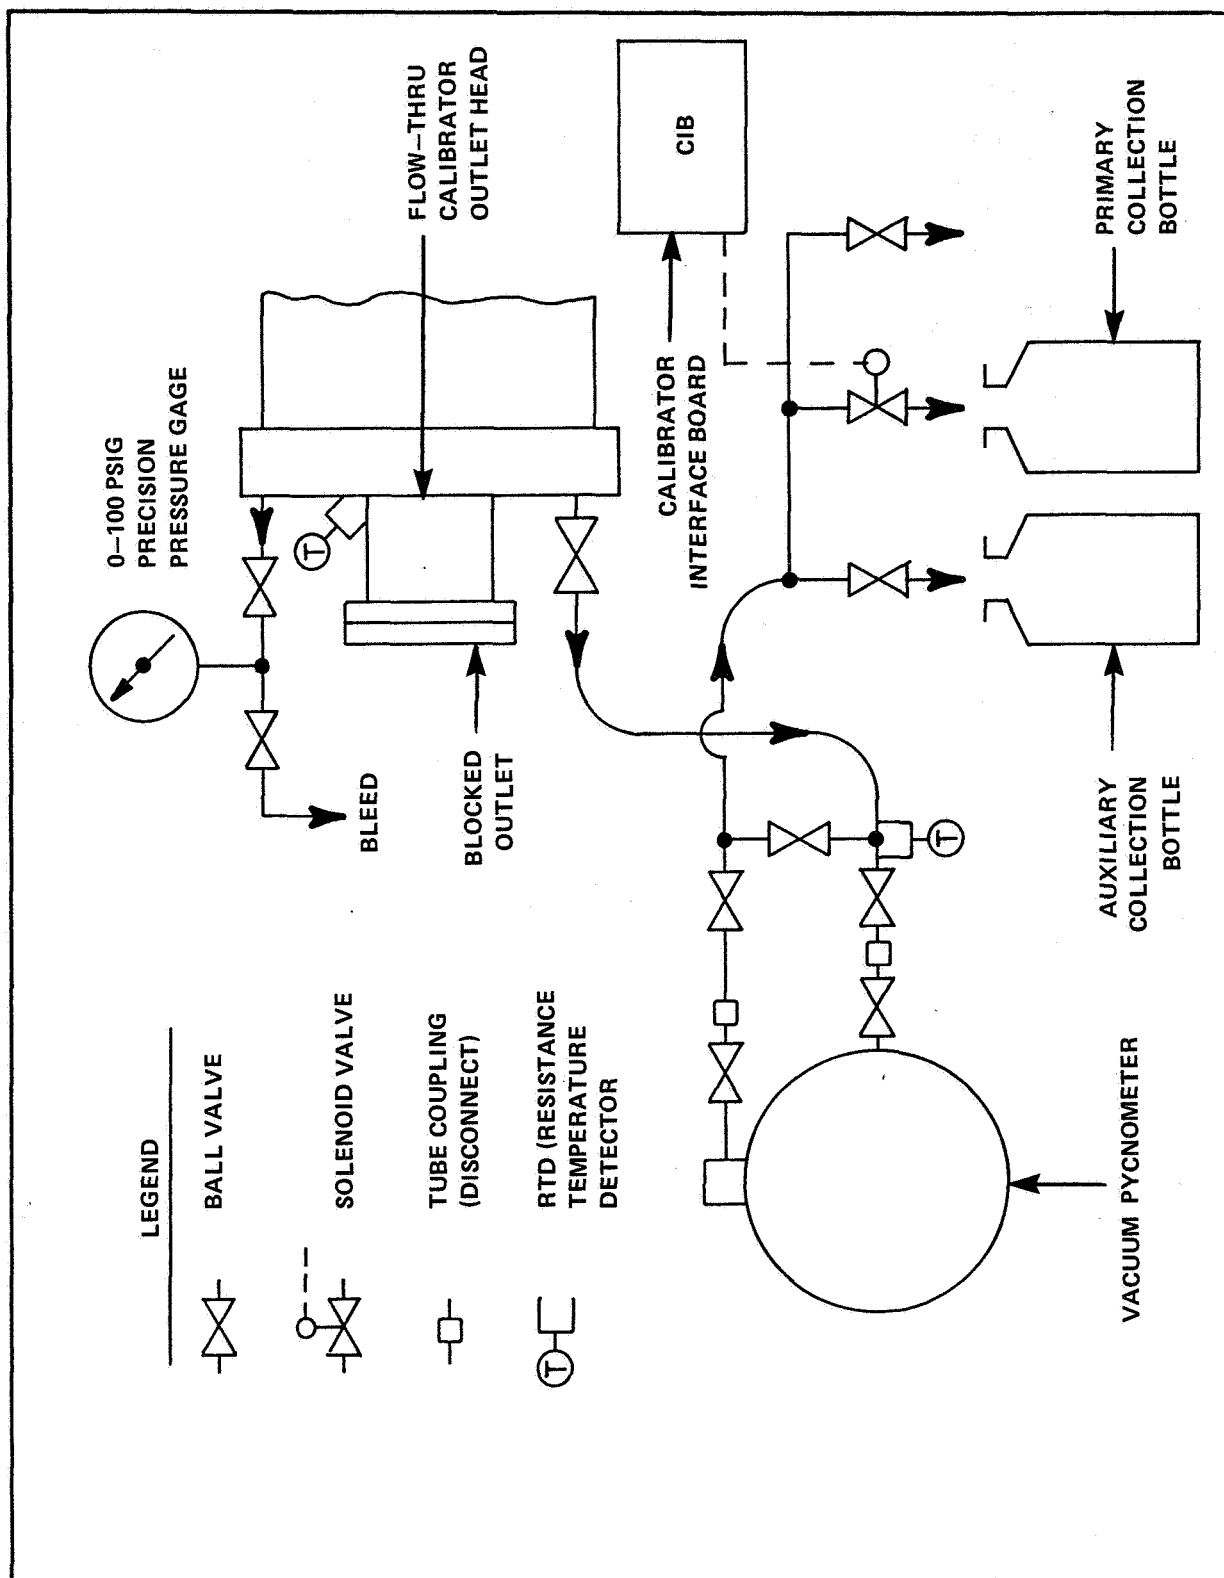 LEGEND
BALL VALVE
SOLENOID VALVE
TUBE COUPLING
(DISCONNECT)
T
RTD (RESISTANCE
TEMPERATURE
DETECTOR
0–100 PSIG
PRECISION
PRESSURE GAGE
BLEED
T
FLOW–THRU
CALIBRATOR
OUTLET HEAD
BLOCKED
OUTLET
CIB
CALIBRATOR
INTERFACE BOARD
T
VACUUM PYCNOMETER
AUXILIARY
COLLECTION
BOTTLE
PRIMARY
COLLECTION
BOTTLE